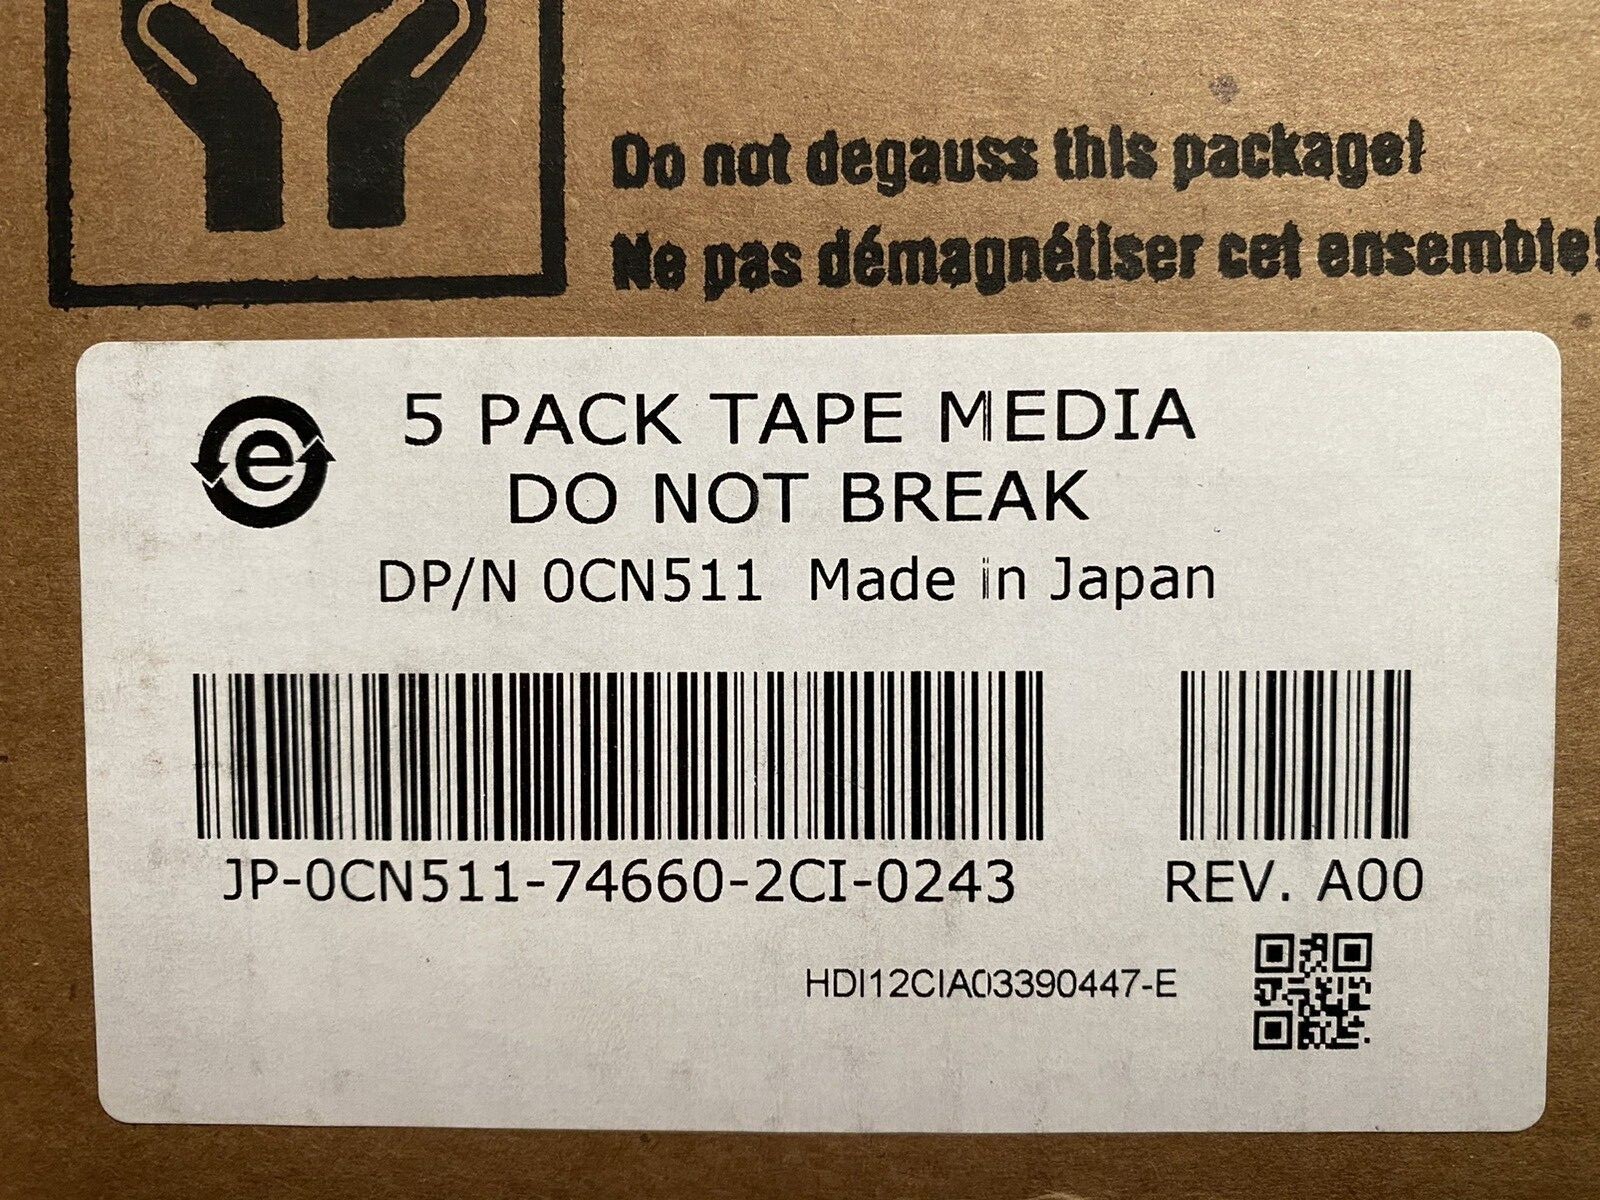 Do not degauss this package!
Ne pas démagnétiser cet ensemble!
e
5 PACK TAPE MEDIA
DO NOT BREAK
DP/N 0CN511 Made in Japan
JP-0CN511-74660-2CI-0243
REV. A00
HDI12CIA03390447-E